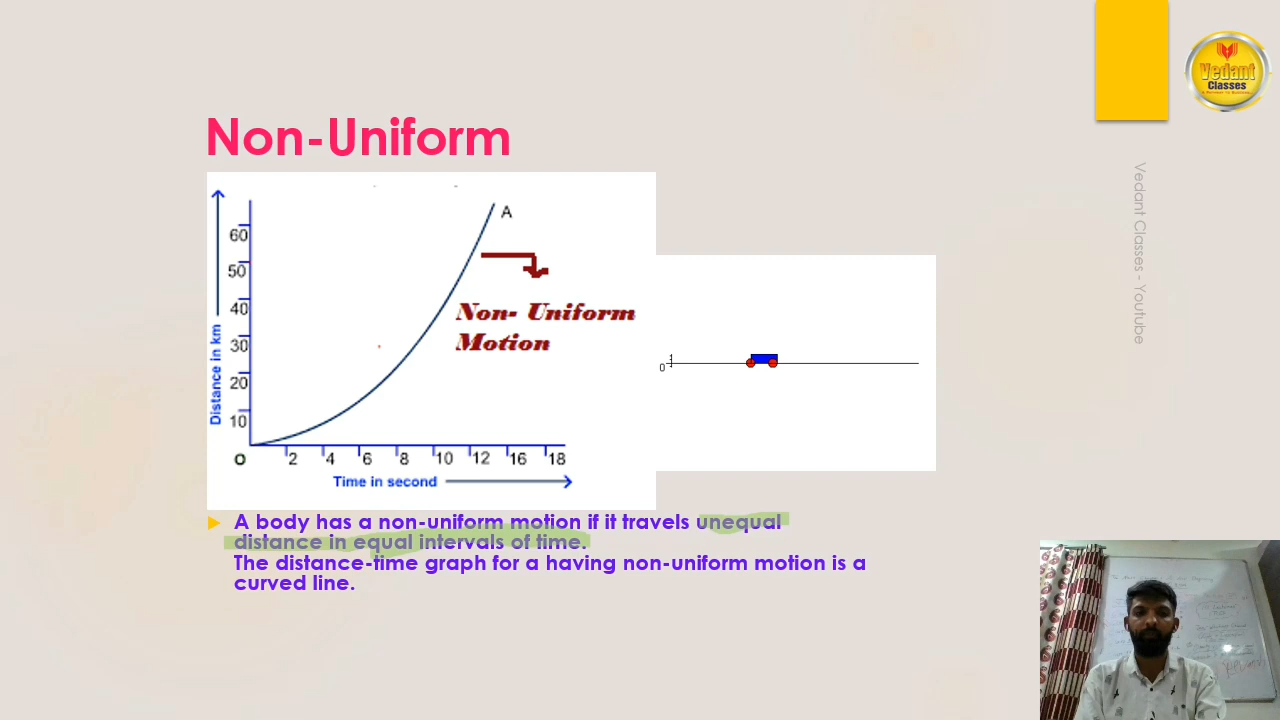 Non-Uniform
Vedant
Classes
Vedant Classes - Youtube
A
60
50
40
30
20
10
Distance in km
Non- Uniform
Motion
O 2 4 6 8 10 12 16 18
Time in second
0
A body has a non-uniform motion if it travels unequal
distance in equal intervals of time.
The distance-time graph for a having non-uniform motion is a
curved line.